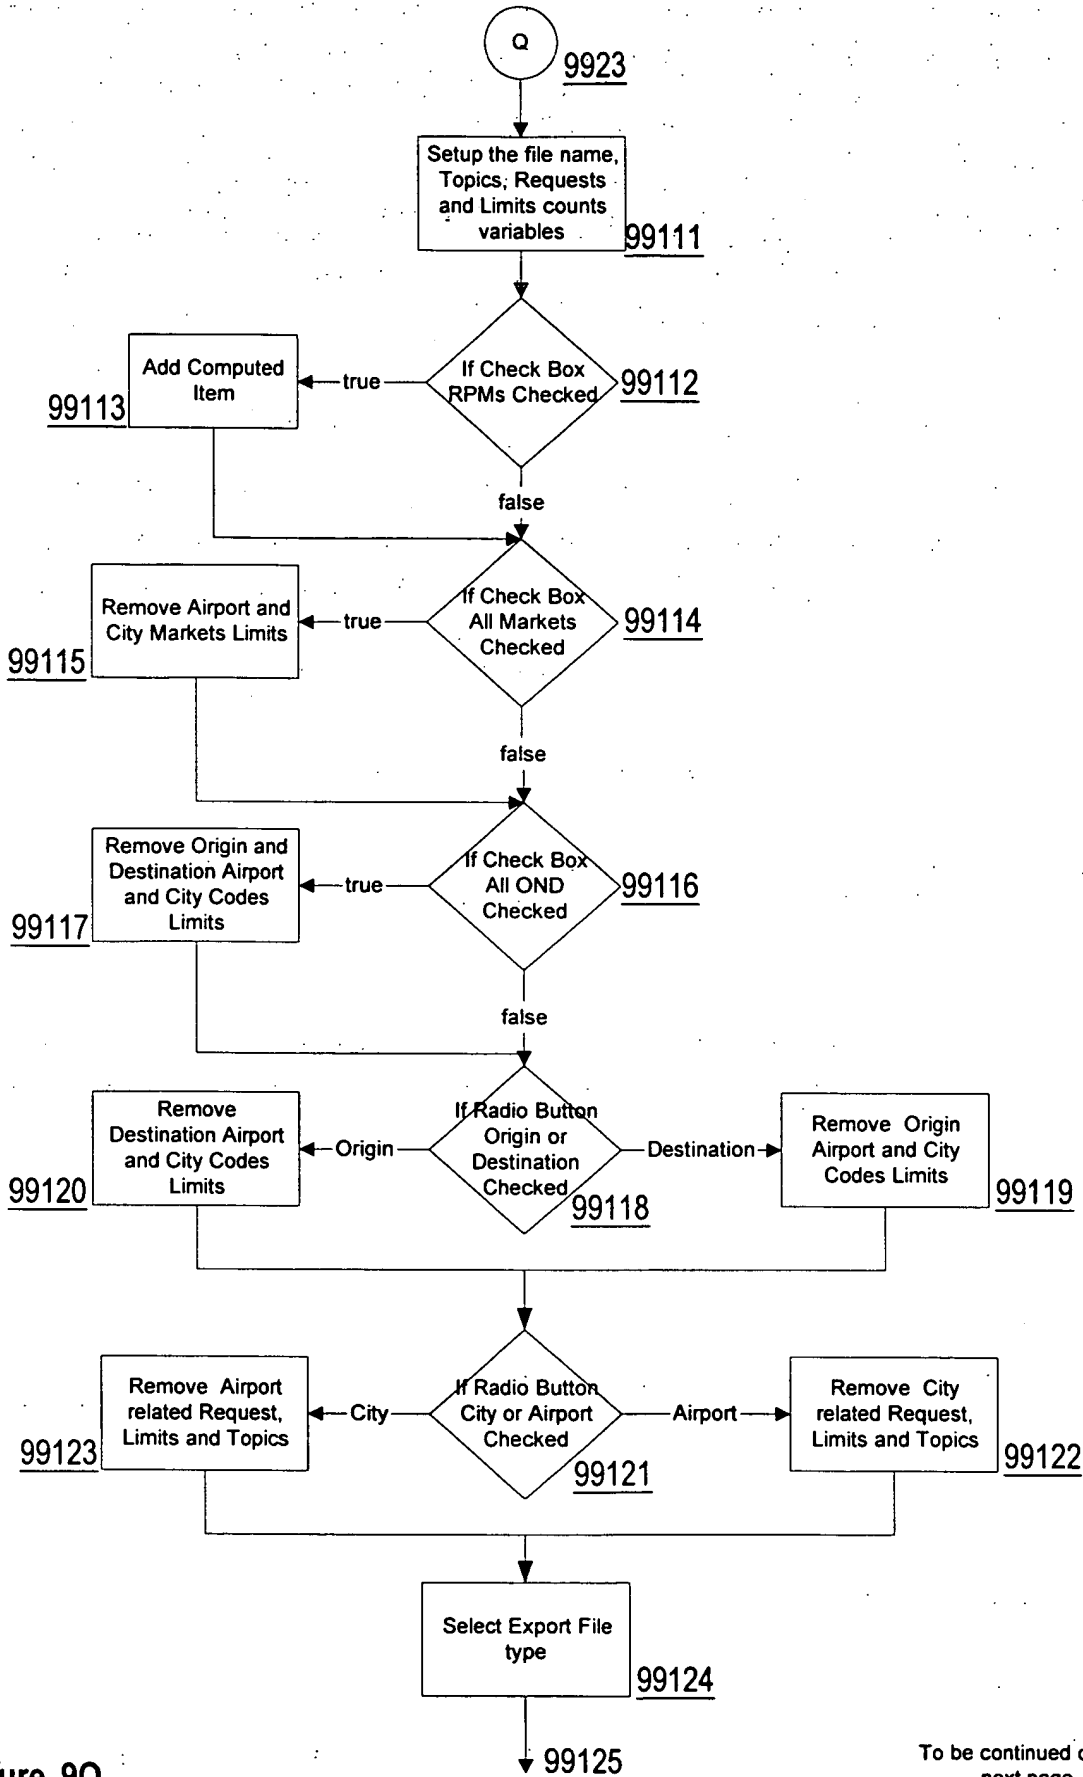 Q
9923
Setup the file name,
Topics, Requests
and Limits counts
variables
99111
If Check Box
RPMs Checked
99112
true
Add Computed
Item
99113
false
If Check Box
All Markets
Checked
99114
true
Remove Airport and
City Markets Limits
99115
false
If Check Box
All OND
Checked
99116
true
Remove Origin and
Destination Airport
and City Codes
Limits
99117
false
If Radio Button
Origin or
Destination
Checked
99118
Origin
Remove
Destination Airport
and City Codes
Limits
99120
Destination
Remove Origin
Airport and City
Codes Limits
99119
If Radio Button
City or Airport
Checked
99121
City
Remove Airport
related Request,
Limits and Topics
99123
Airport
Remove City
related Request,
Limits and Topics
99122
Select Export File
type
99124
99125
To be continued
next page
9Q